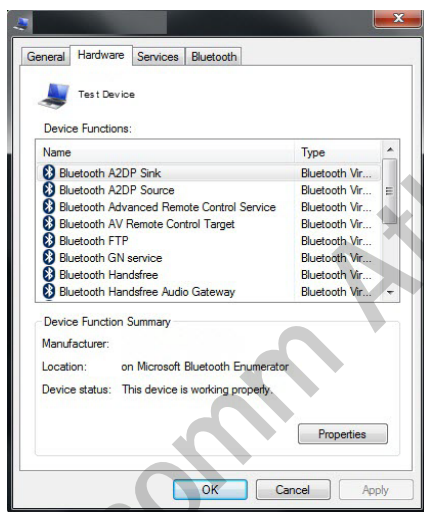 General Hardware Services Bluetooth
Test Device
Device Functions:
Name Type
Bluetooth A2DP Sink Bluetooth Vir...
Bluetooth A2DP Source Bluetooth Vir...
Bluetooth Advanced Remote Control Service Bluetooth Vir...
Bluetooth AV Remote Control Target Bluetooth Vir...
Bluetooth FTP Bluetooth Vir...
Bluetooth GN service Bluetooth Vir...
Bluetooth Handsfree Bluetooth Vir...
Bluetooth Handsfree Audio Gateway Bluetooth Vir...
Device Function Summary
Manufacturer:
Location: on Microsoft Bluetooth Enumerator
Device status: This device is working properly.
Properties
OK Cancel Apply